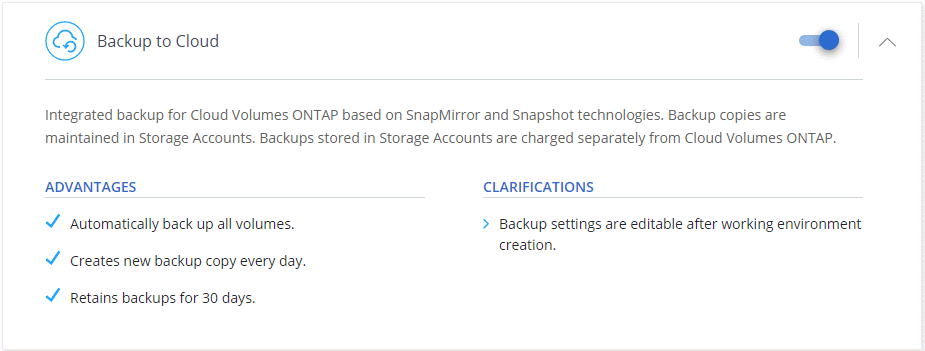 Backup to Cloud
Integrated backup for Cloud Volumes ONTAP based on SnapMirror and Snapshot technologies. Backup copies are
maintained in Storage Accounts. Backups stored in Storage Accounts are charged separately from Cloud Volumes ONTAP.
ADVANTAGES
Automatically back up all volumes.
Creates new backup copy every day.
Retains backups for 30 days.
CLARIFICATIONS
Backup settings are editable after working environment
creation.